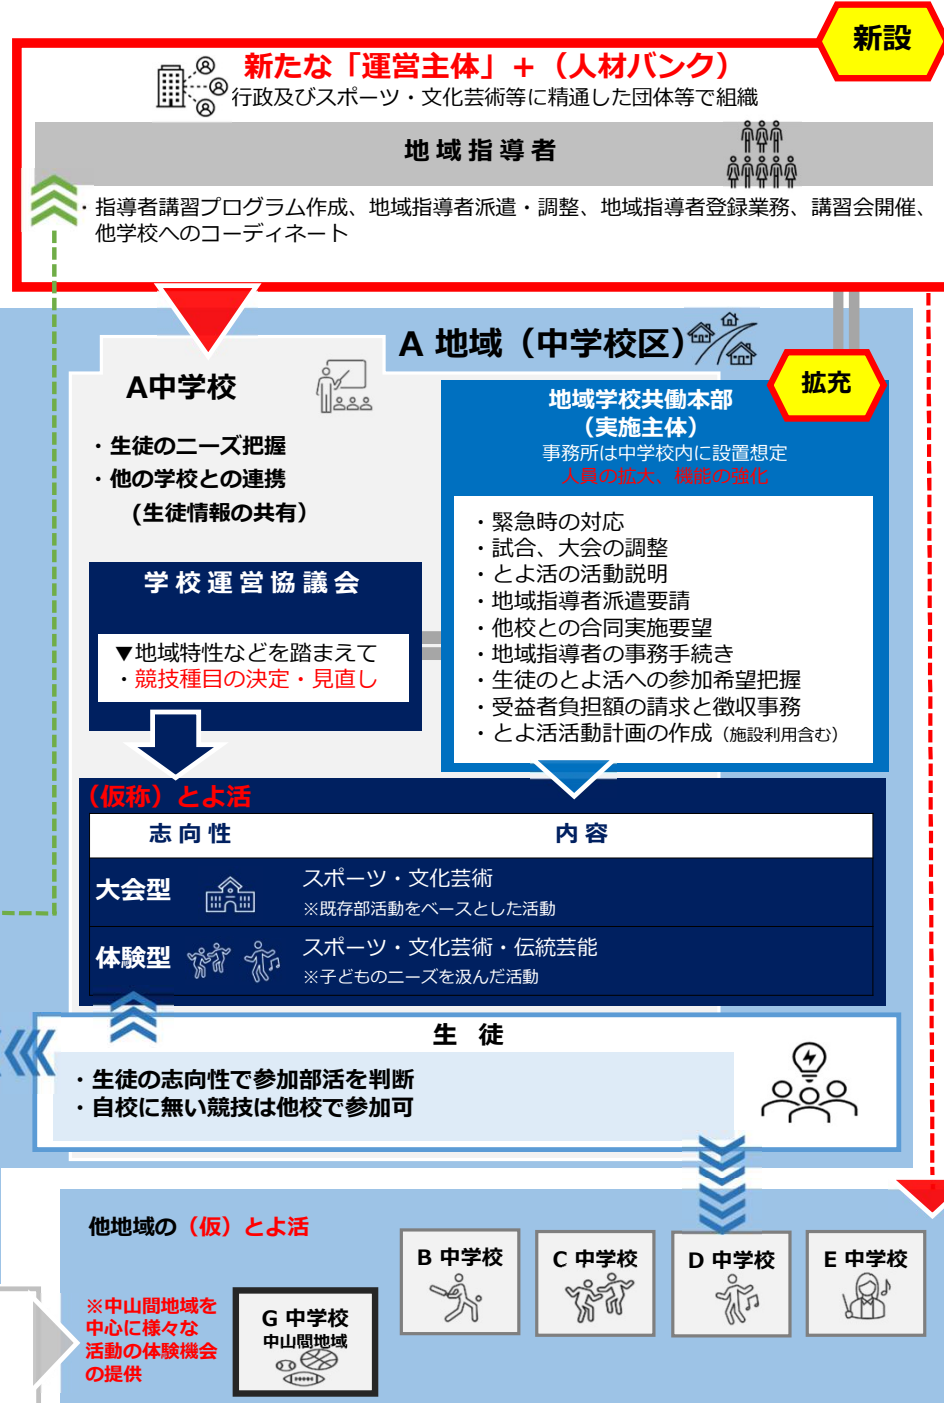 新設
新たな「運営主体」＋（人材バンク）
行政及びスポーツ・文化芸術等に精通した団体等で組織
地域指導者
・指導者講習プログラム作成、地域指導者派遣・調整、地域指導者登録業務、講習会開催、
他学校へのコーディネート
A 地域（中学校区）
A中学校
・生徒のニーズ把握
・他の学校との連携
(生徒情報の共有）
拡充
地域学校共働本部
（実施主体）
事務所は中学校内に設置想定
人員の拡大、機能の強化
・緊急時の対応
・試合、大会の調整
・とよ活の活動説明
・地域指導者派遣要請
・他校との合同実施要望
・地域指導者の事務手続き
・生徒のとよ活への参加希望把握
・受益者負担額の請求と徴収事務
・とよ活活動計画の作成（施設利用含む）
学校運営協議会
▼地域特性などを踏まえて
・競技種目の決定・見直し
（仮称）とよ活
志向性 内容
大会型 スポーツ・文化芸術
※既存部活動をベースとした活動
体験型 スポーツ・文化芸術・伝統芸能
※子どものニーズを汲んだ活動
生 徒
・生徒の志向性で参加部活を判断
・自校に無い競技は他校で参加可
他地域の（仮）とよ活
B 中学校
C 中学校
D 中学校
E 中学校
※中山間地域を
中心に様々な
活動の体験機会
の提供
G 中学校
中山間地域